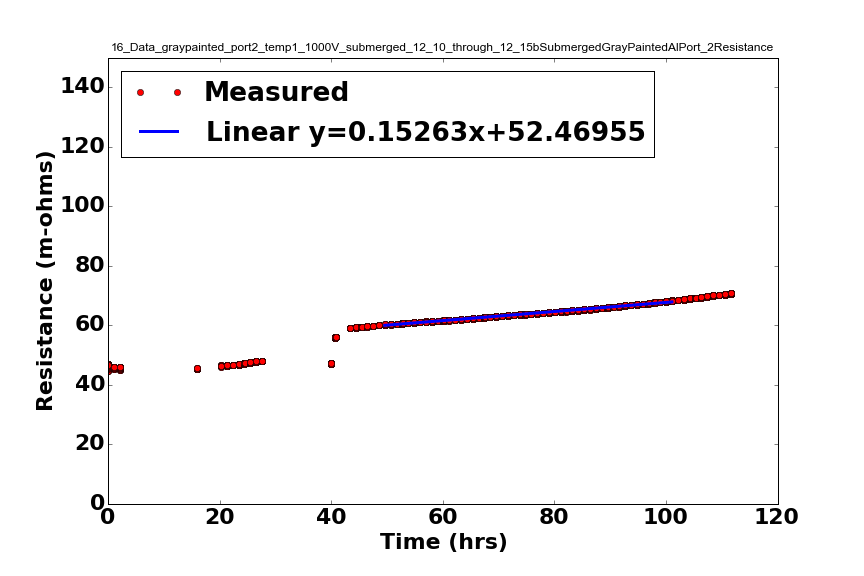 16_Data_graypainted_port2_temp1_1000V_submerged_12_10_through_12_15bSubmergedGrayPaintedAlPort_2Resistance
Measured
Linear y=0.15263x+52.46955
140
120
100
80
60
40
20
0
Resistance (m-ohms)
0 20 40 60 80 100 120
Time (hrs)